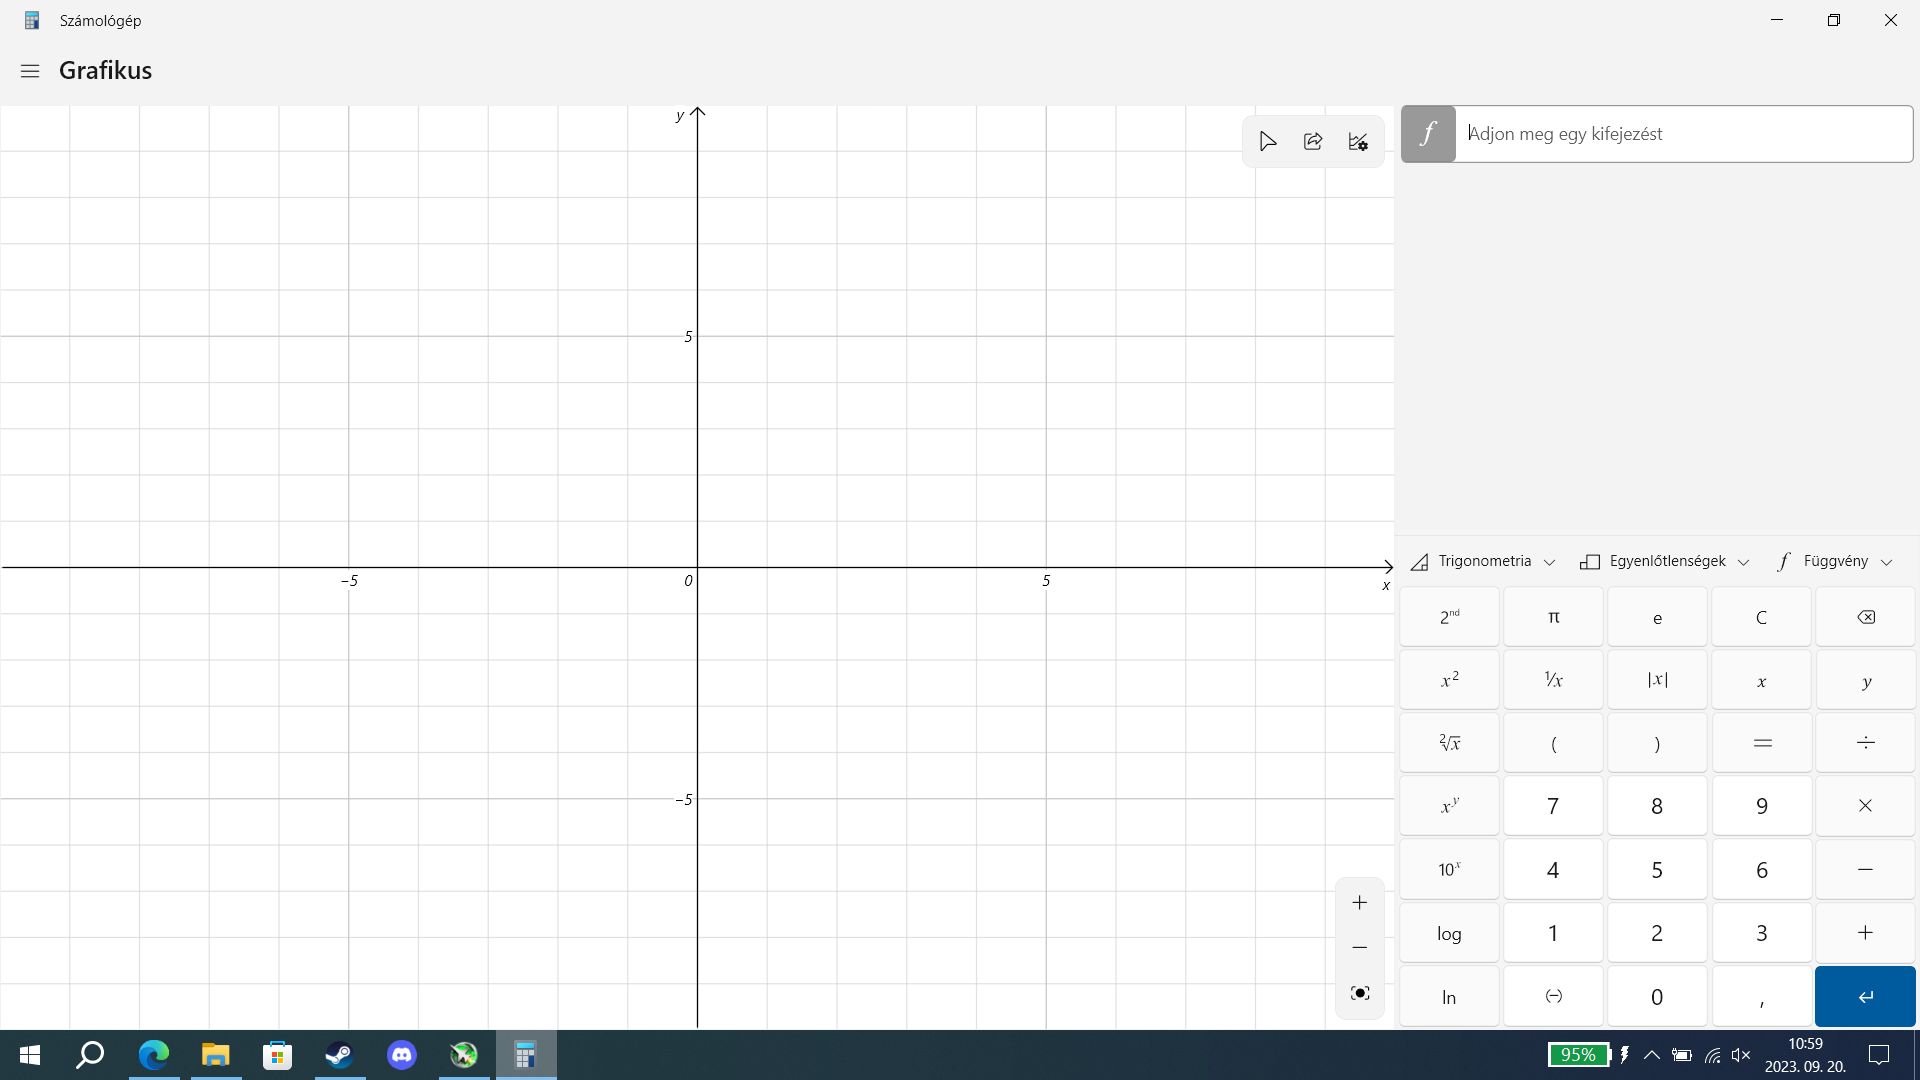 Számológép
Grafikus
y
5
−5
0
5
x
−5
f
Adjon meg egy kifejezést
Trigonometria
Egyenlőtlenségek
f Függvény
2nd π e C
x2 1/x |x| x y
2√x ( ) = ÷
xy 7 8 9 ×
10x 4 5 6 −
log 1 2 3 +
ln (−) 0 ,
95%
10:59
2023. 09. 20.